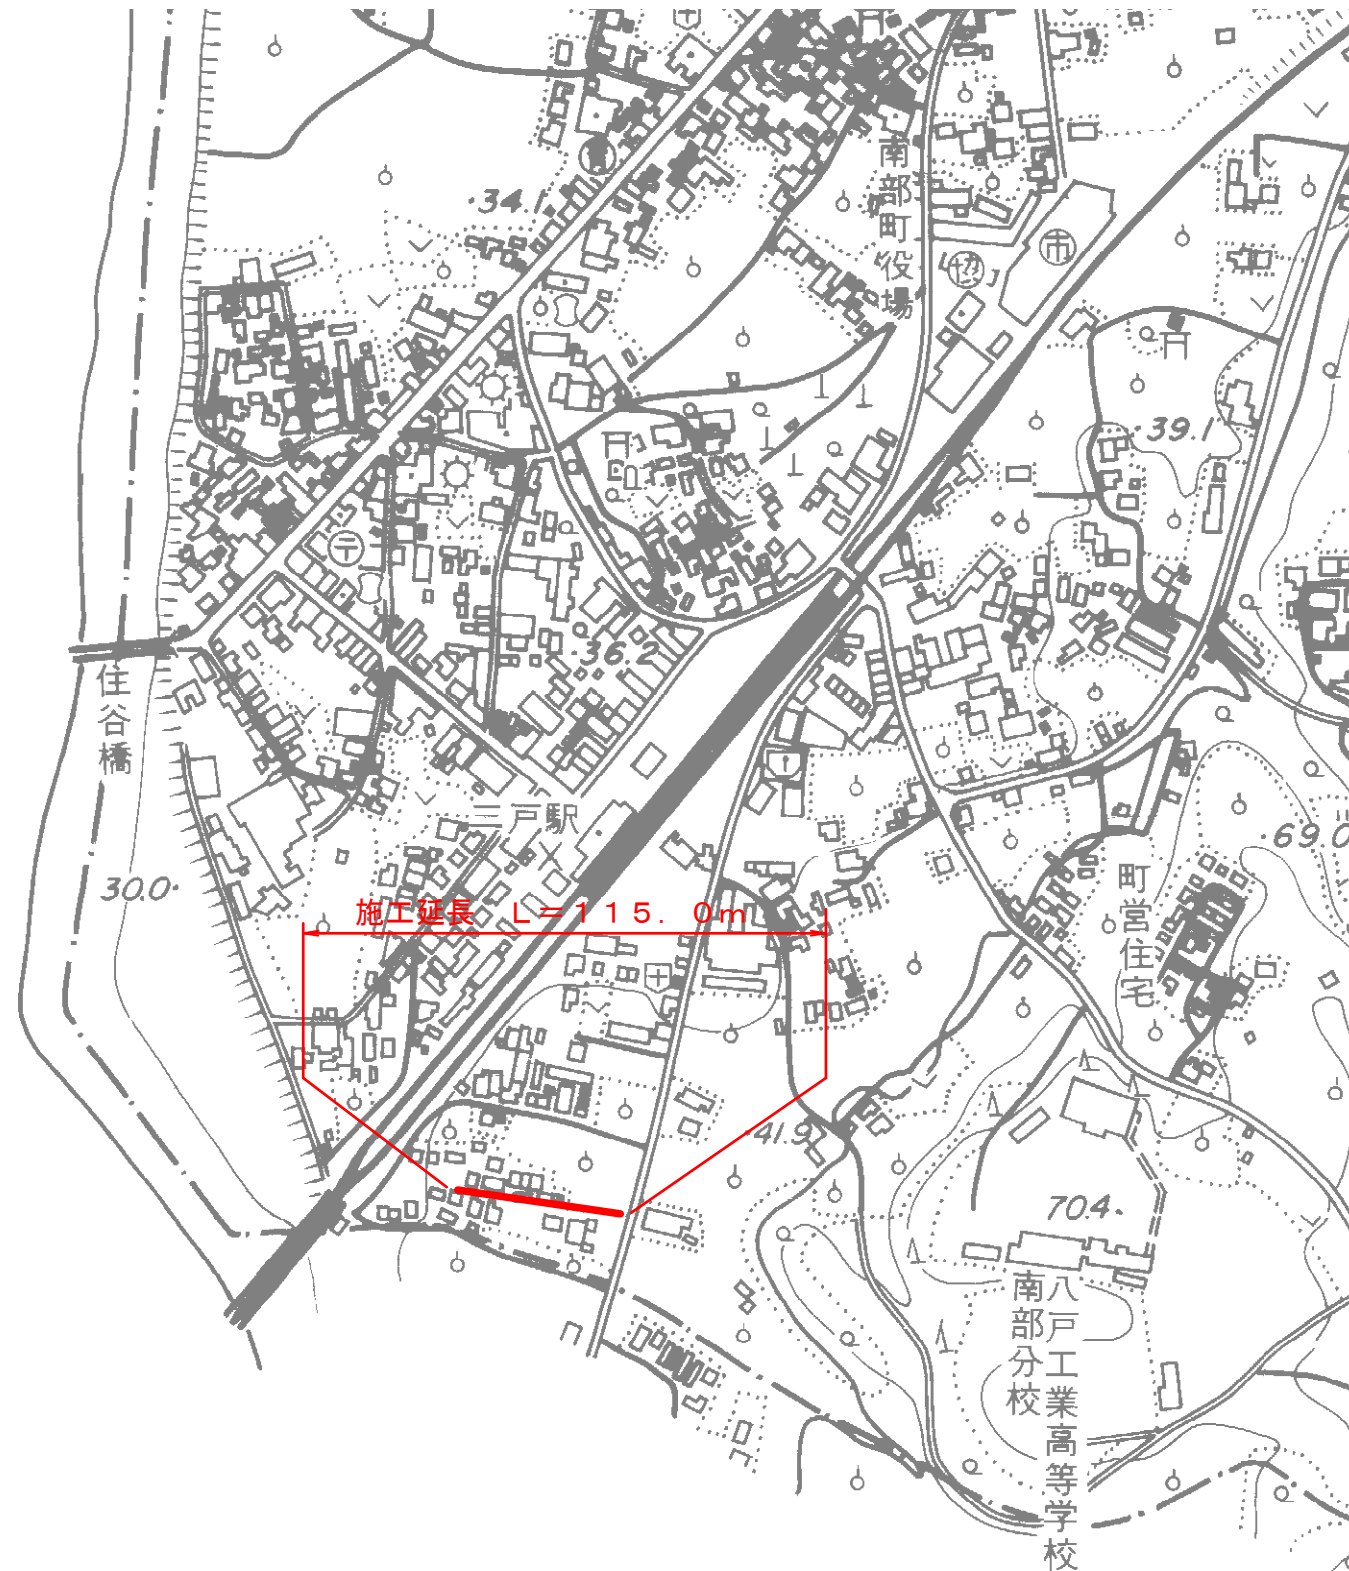 南部町役場
・34.1
市
協
・39.1
〒
・36.2
住谷橋
三戸駅
・69.0
町営住宅
30.0・
施工延長　L＝115．0m
・41.9
70.4・
八戸工業高等学校
南部分校